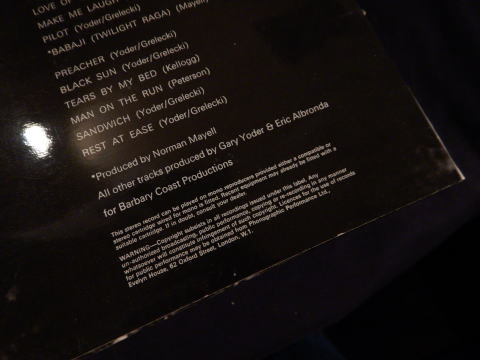 LOVE OF
MAKE ME LAUGH
PILOT (Yoder/Grelecki)
*BABAJI (TWILIGHT RAGA) (Mayell)
PREACHER (Yoder/Grelecki)
BLACK SUN (Yoder/Grelecki)
TEARS BY MY BED (Kellogg)
MAN ON THE RUN (Peterson)
SANDWICH (Yoder/Grelecki)
REST AT EASE (Yoder/Grelecki)
*Produced by Norman Mayell
All other tracks produced by Gary Yoder & Eric Albronda
for Barbary Coast Productions
This stereo record can be played on mono reproducers provided either a compatible or
stereo cartridge wired for mono is fitted. Recent equipment may already be fitted with a
suitable cartridge. If in doubt, consult your dealer.
WARNING—Copyright subsists in all recordings issued under this label. Any
un-authorised broadcasting, public performance, copying or re-recording in any manner
whatsoever will constitute infringement of such copyright. Licences for the use of records
for public performance may be obtained from Phonographic Performance Ltd.,
Evelyn House, 62 Oxford Street, London, W.1.